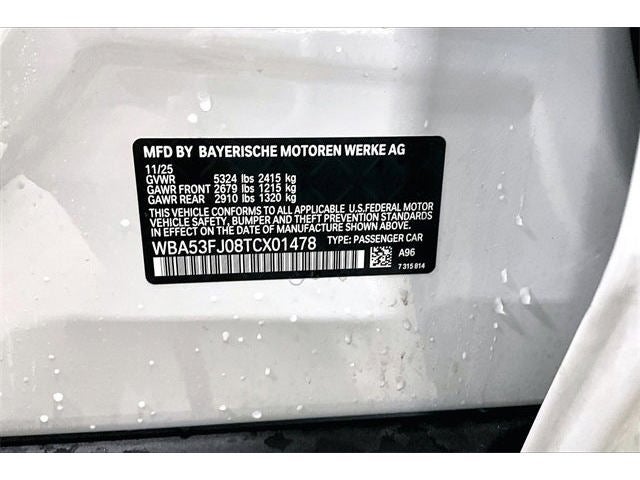 MFD BY BAYERISCHE MOTOREN WERKE AG
11/25
GVWR 5324 lbs 2415 kg
GAWR FRONT 2679 lbs 1215 kg
GAWR REAR 2910 lbs 1320 kg
THIS VEHICLE CONFORMS TO ALL APPLICABLE U.S.FEDERAL MOTOR
VEHICLE SAFETY, BUMPER, AND THEFT PREVENTION STANDARDS
IN EFFECT ON THE DATE OF MANUFACTURE SHOWN ABOVE.
WBA53FJ08TCX01478 TYPE: PASSENGER CAR
A96
7 315 814